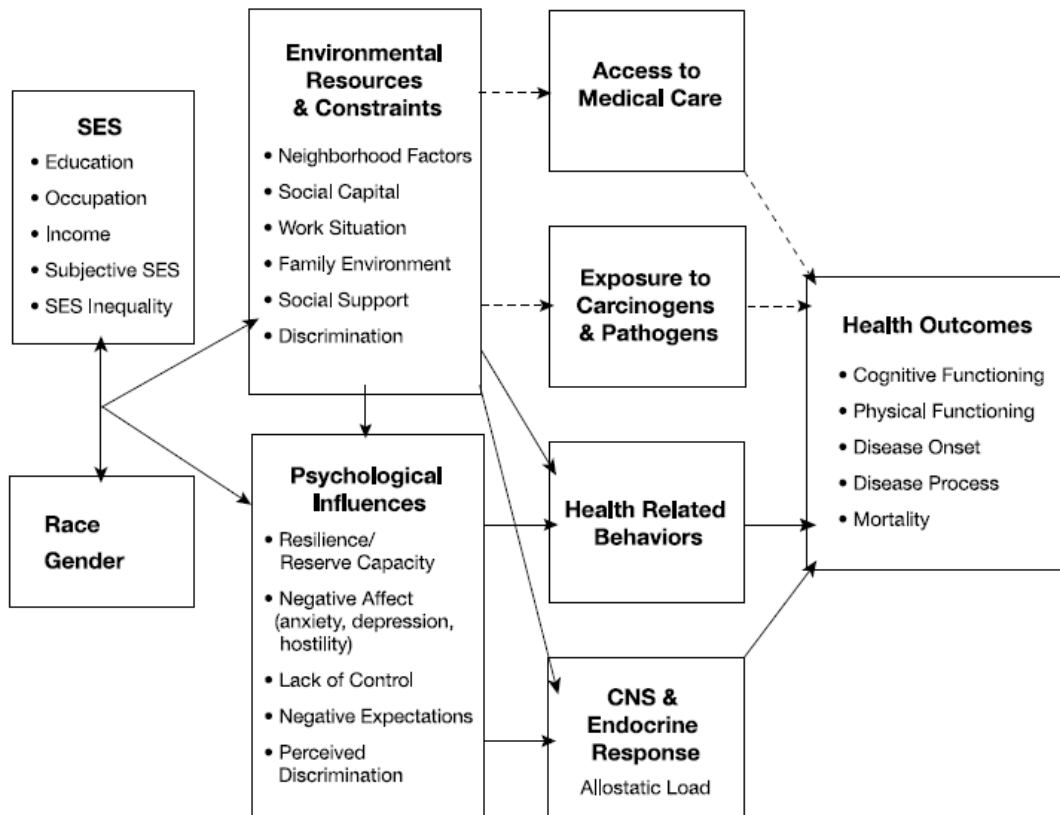 SES
• Education
• Occupation
• Income
• Subjective SES
• SES Inequality
Race
Gender
Environmental
Resources
& Constraints
• Neighborhood Factors
• Social Capital
• Work Situation
• Family Environment
• Social Support
• Discrimination
Psychological
Influences
• Resilience/
Reserve Capacity
• Negative Affect
(anxiety, depression,
hostility)
• Lack of Control
• Negative Expectations
• Perceived
Discrimination
Access to
Medical Care
Exposure to
Carcinogens
& Pathogens
Health Related
Behaviors
CNS &
Endocrine
Response
Allostatic Load
Health Outcomes
• Cognitive Functioning
• Physical Functioning
• Disease Onset
• Disease Process
• Mortality